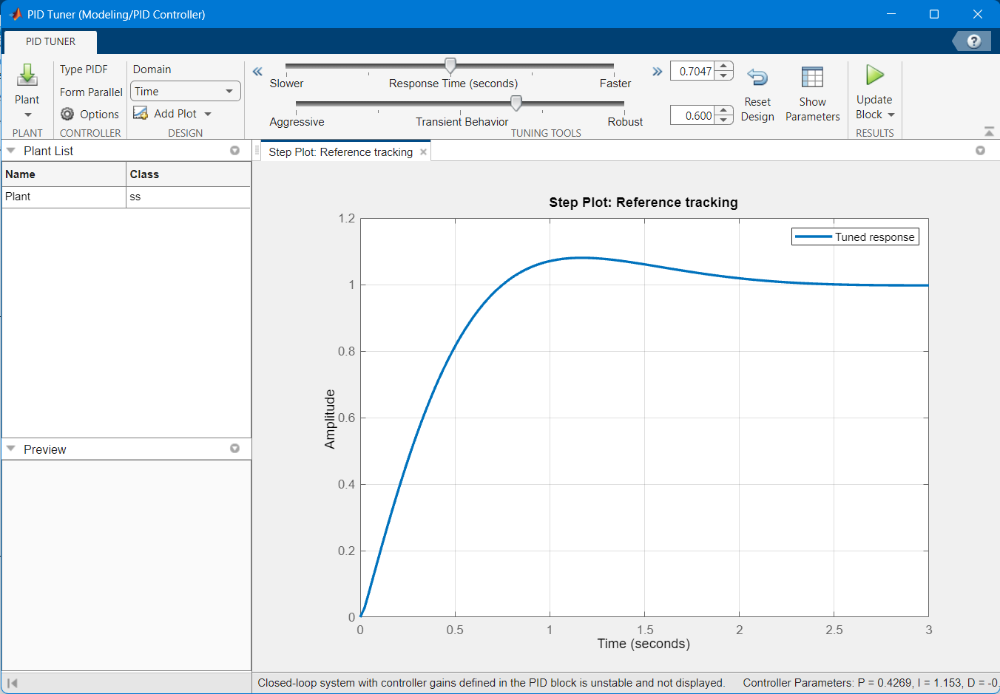 PID Tuner (Modeling/PID Controller)
PID TUNER
Plant
PLANT
Type PIDF
Form Parallel
Options
CONTROLLER
Domain
Time
Add Plot
DESIGN
Slower
Response Time (seconds)
Faster
0.7047
Aggressive
Transient Behavior
Robust
0.600
Reset
Design
Show
Parameters
TUNING TOOLS
Update
Block
RESULTS
Plant List
Name Class
Plant ss
Preview
Step Plot: Reference tracking
Step Plot: Reference tracking
Tuned response
1.2
1
0.8
0.6
0.4
0.2
0
Amplitude
0 0.5 1 1.5 2 2.5 3
Time (seconds)
Closed-loop system with controller gains defined in the PID block is unstable and not displayed. Controller Parameters: P = 0.4269, I = 1.153, D = -0.